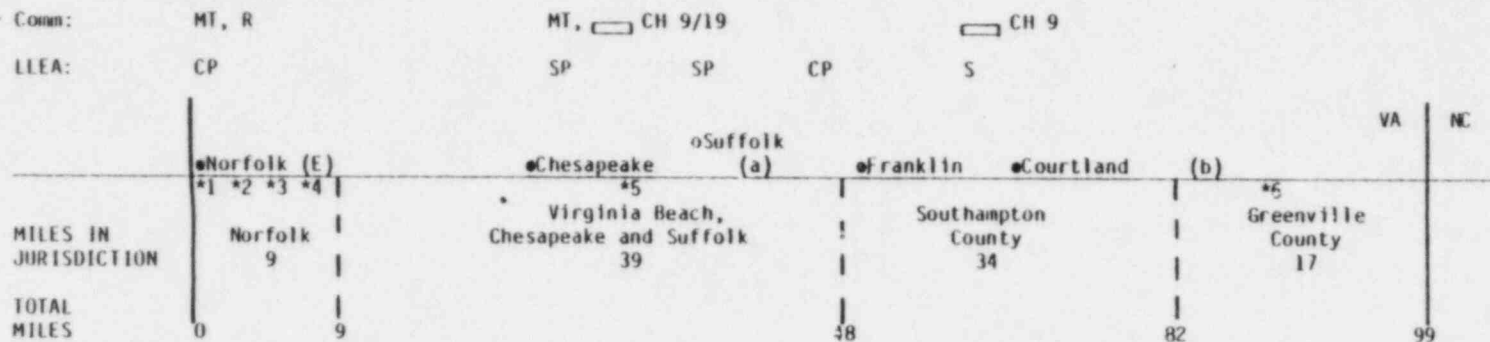 Comm: MT, R MT, CH 9/19 CH 9
LLEA: CP SP SP CP S
VA NC
oSuffolk
●Norfolk (E) ●Chesapeake (a) ●Franklin ●Courtland (b)
*1 *2 *3 *4 *5 *6
Virginia Beach, Southampton Greenville
MILES IN Norfolk Chesapeake and Suffolk County County
JURISDICTION 9 39 34 17
TOTAL
MILES 0 9 48 82 99